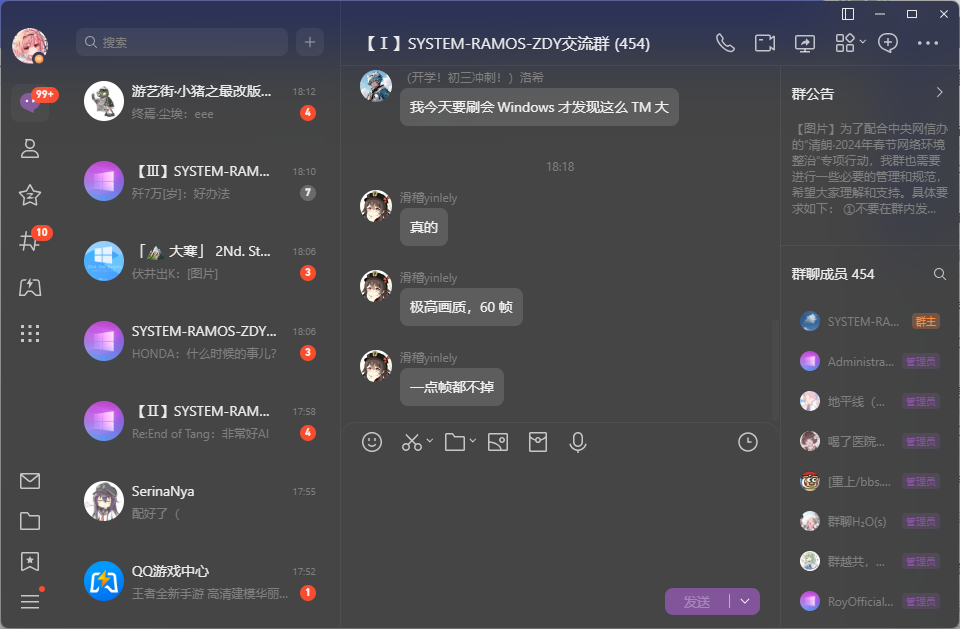 搜索
99+
10
游艺街·小猪之最改版...
18:12
终焉·尘埃：eee
4
【Ⅲ】SYSTEM-RAM...
18:10
歼7万[岁]：好办法
7
「⛰ 大寒」 2Nd. St...
18:06
伏井出K：[图片]
3
SYSTEM-RAMOS-ZDY...
18:06
HONDA：什么时候的事儿?
3
【Ⅱ】SYSTEM-RAM...
17:58
Re:End of Tang：非常好AI
4
SerinaNya
17:55
配好了（
QQ游戏中心
17:52
王者全新手游 高清建模华丽...
1
【Ⅰ】SYSTEM-RAMOS-ZDY交流群 (454)
（开学！初三冲刺！）洛希
我今天要刷会 Windows 才发现这么 TM 大
18:18
滑稽yinlely
真的
滑稽yinlely
极高画质，60 帧
滑稽yinlely
一点帧都不掉
发送
群公告
【图片】为了配合中央网信办
的“清朗·2024年春节网络环境
整治”专项行动，我群也需要
进行一些必要的管理和规范，
希望大家理解和支持。具体要
求如下： ①不要在群内发...
群聊成员 454
SYSTEM-RA...
群主
Administra...
管理员
地平线（...
管理员
喝了医院...
管理员
[重上/bbs....
管理员
群聊H₂O(s)
管理员
群越共，...
管理员
RoyOfficial...
管理员